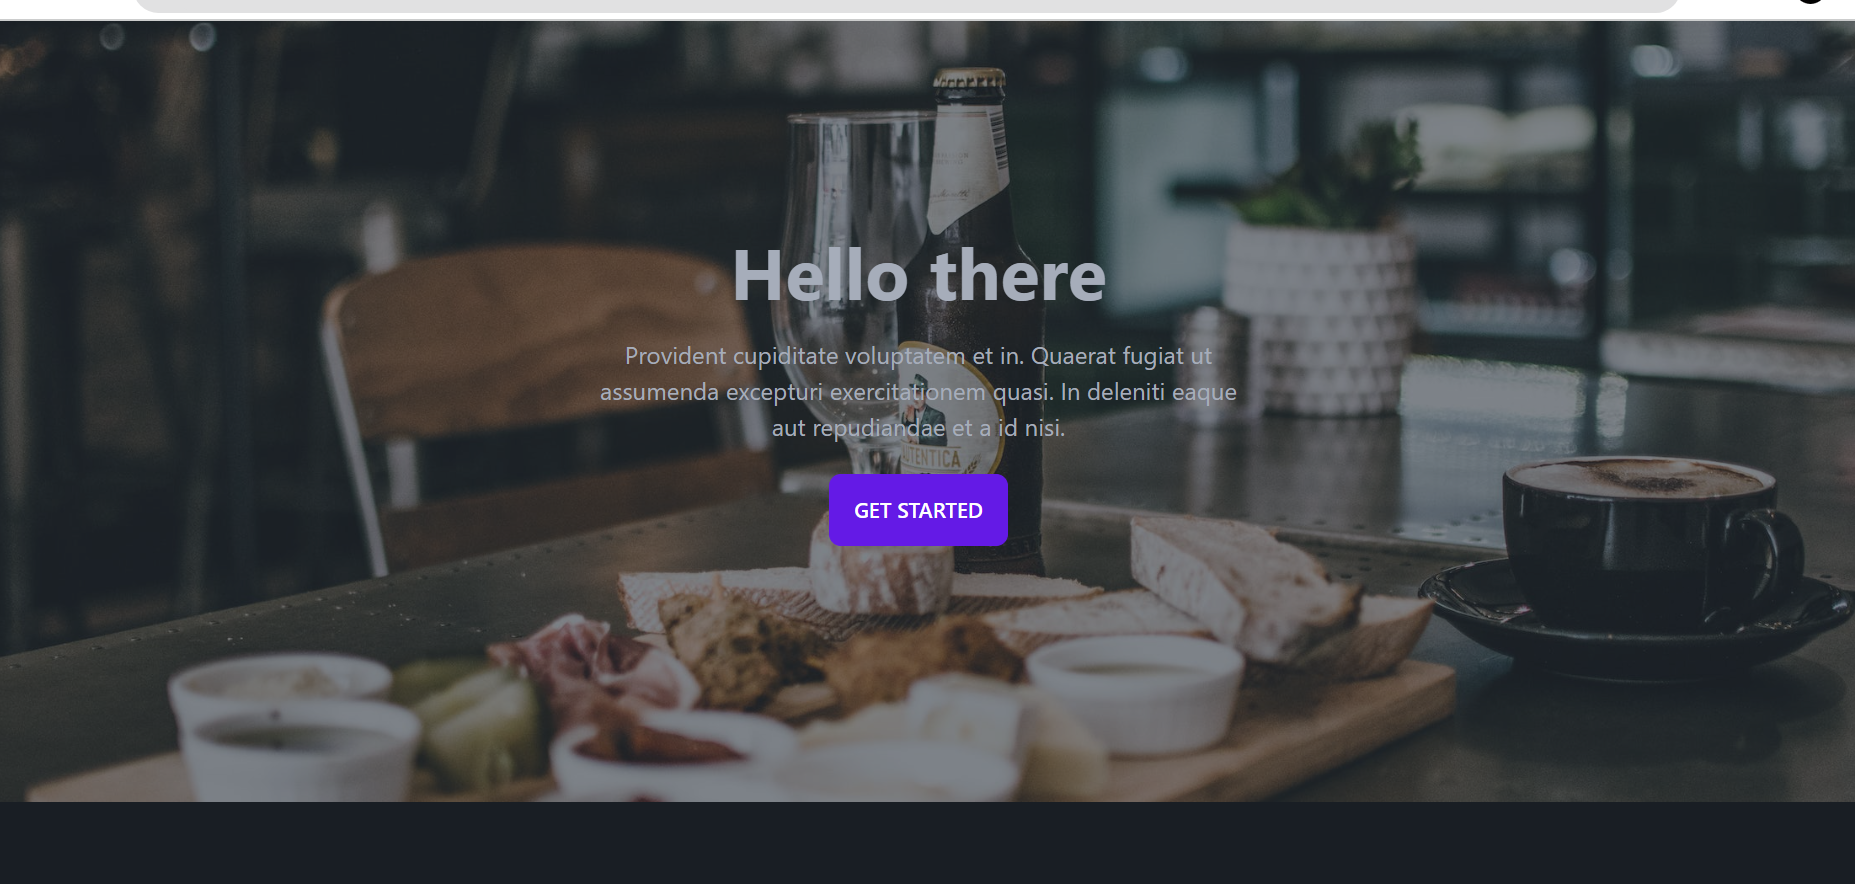 Hello there
Provident cupiditate voluptatem et in. Quaerat fugiat ut
assumenda excepturi exercitationem quasi. In deleniti eaque
aut repudiandae et a id nisi.
AUTENTICA
GET STARTED